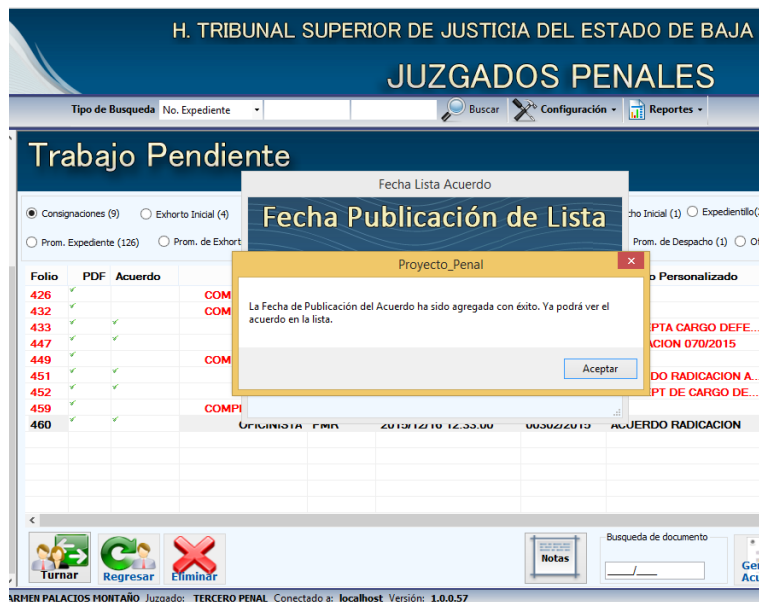 H. TRIBUNAL SUPERIOR DE JUSTICIA DEL ESTADO DE BAJA
JUZGADOS PENALES
Tipo de Busqueda No. Expediente Buscar Configuración Reportes
Trabajo Pendiente
Fecha Lista Acuerdo
Fecha Publicación de Lista
Consignaciones (9) Exhorto Inicial (4) Inicial (1) Expedientillo(
Prom. Expediente (126) Prom. de Exhort Prom. de Despacho (1)
Proyecto_Penal
Folio PDF Acuerdo Personalizado
La Fecha de Publicación del Acuerdo ha sido agregada con éxito. Ya podrá ver el
acuerdo en la lista.
Aceptar
426 COM
432 COM
433 EPTA CARGO DEFE...
447 ACION 070/2015
449 COM
451 DO RADICACION A...
452 PT DE CARGO DE...
459 COMP
460 OFICINISTA PMR 2015/12/16 12:33:00 00302/2015 ACUERDO RADICACION
Turnar Regresar Eliminar Notas
Busqueda de documento
__/____
Ge
Acu
ARMEN PALACIOS MONTAÑO Juzgado: TERCERO PENAL Conectado a: localhost Versión: 1.0.0.57